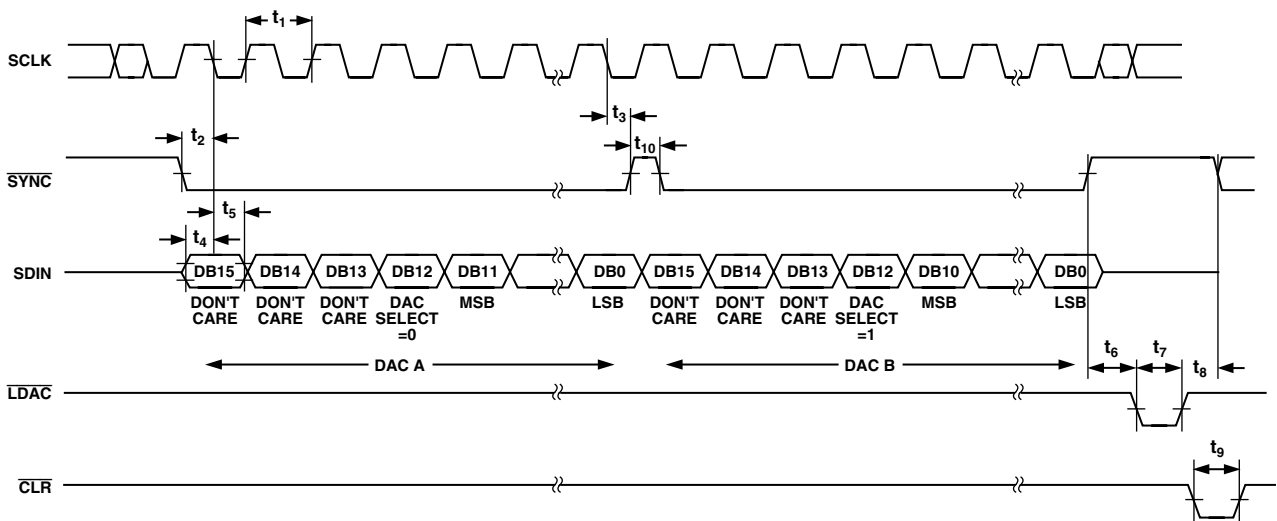 t1
SCLK
t3
t2
t10
SYNC
t5
t4
SDIN
DB15 DB14 DB13 DB12 DB11 DB0 DB15 DB14 DB13 DB12 DB10 DB0
DON'T CARE
DON'T CARE
DON'T CARE
DAC SELECT =0
MSB
LSB
DON'T CARE
DON'T CARE
DON'T CARE
DAC SELECT =1
MSB
LSB
DAC A
DAC B
t6
t7
t8
LDAC
t9
CLR